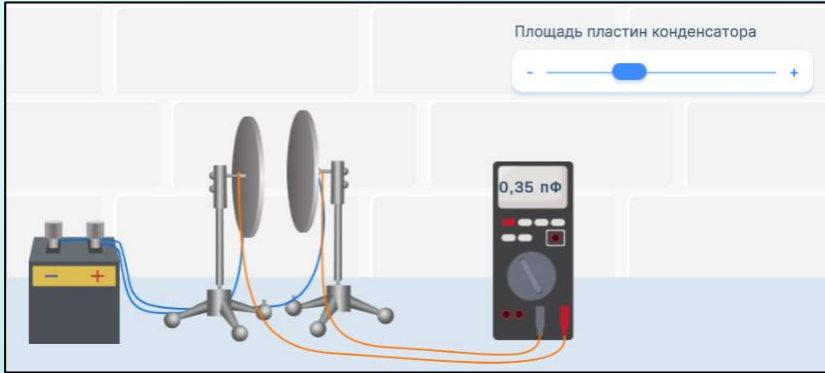 Площадь пластин конденсатора
- +
0,35 пФ
− +